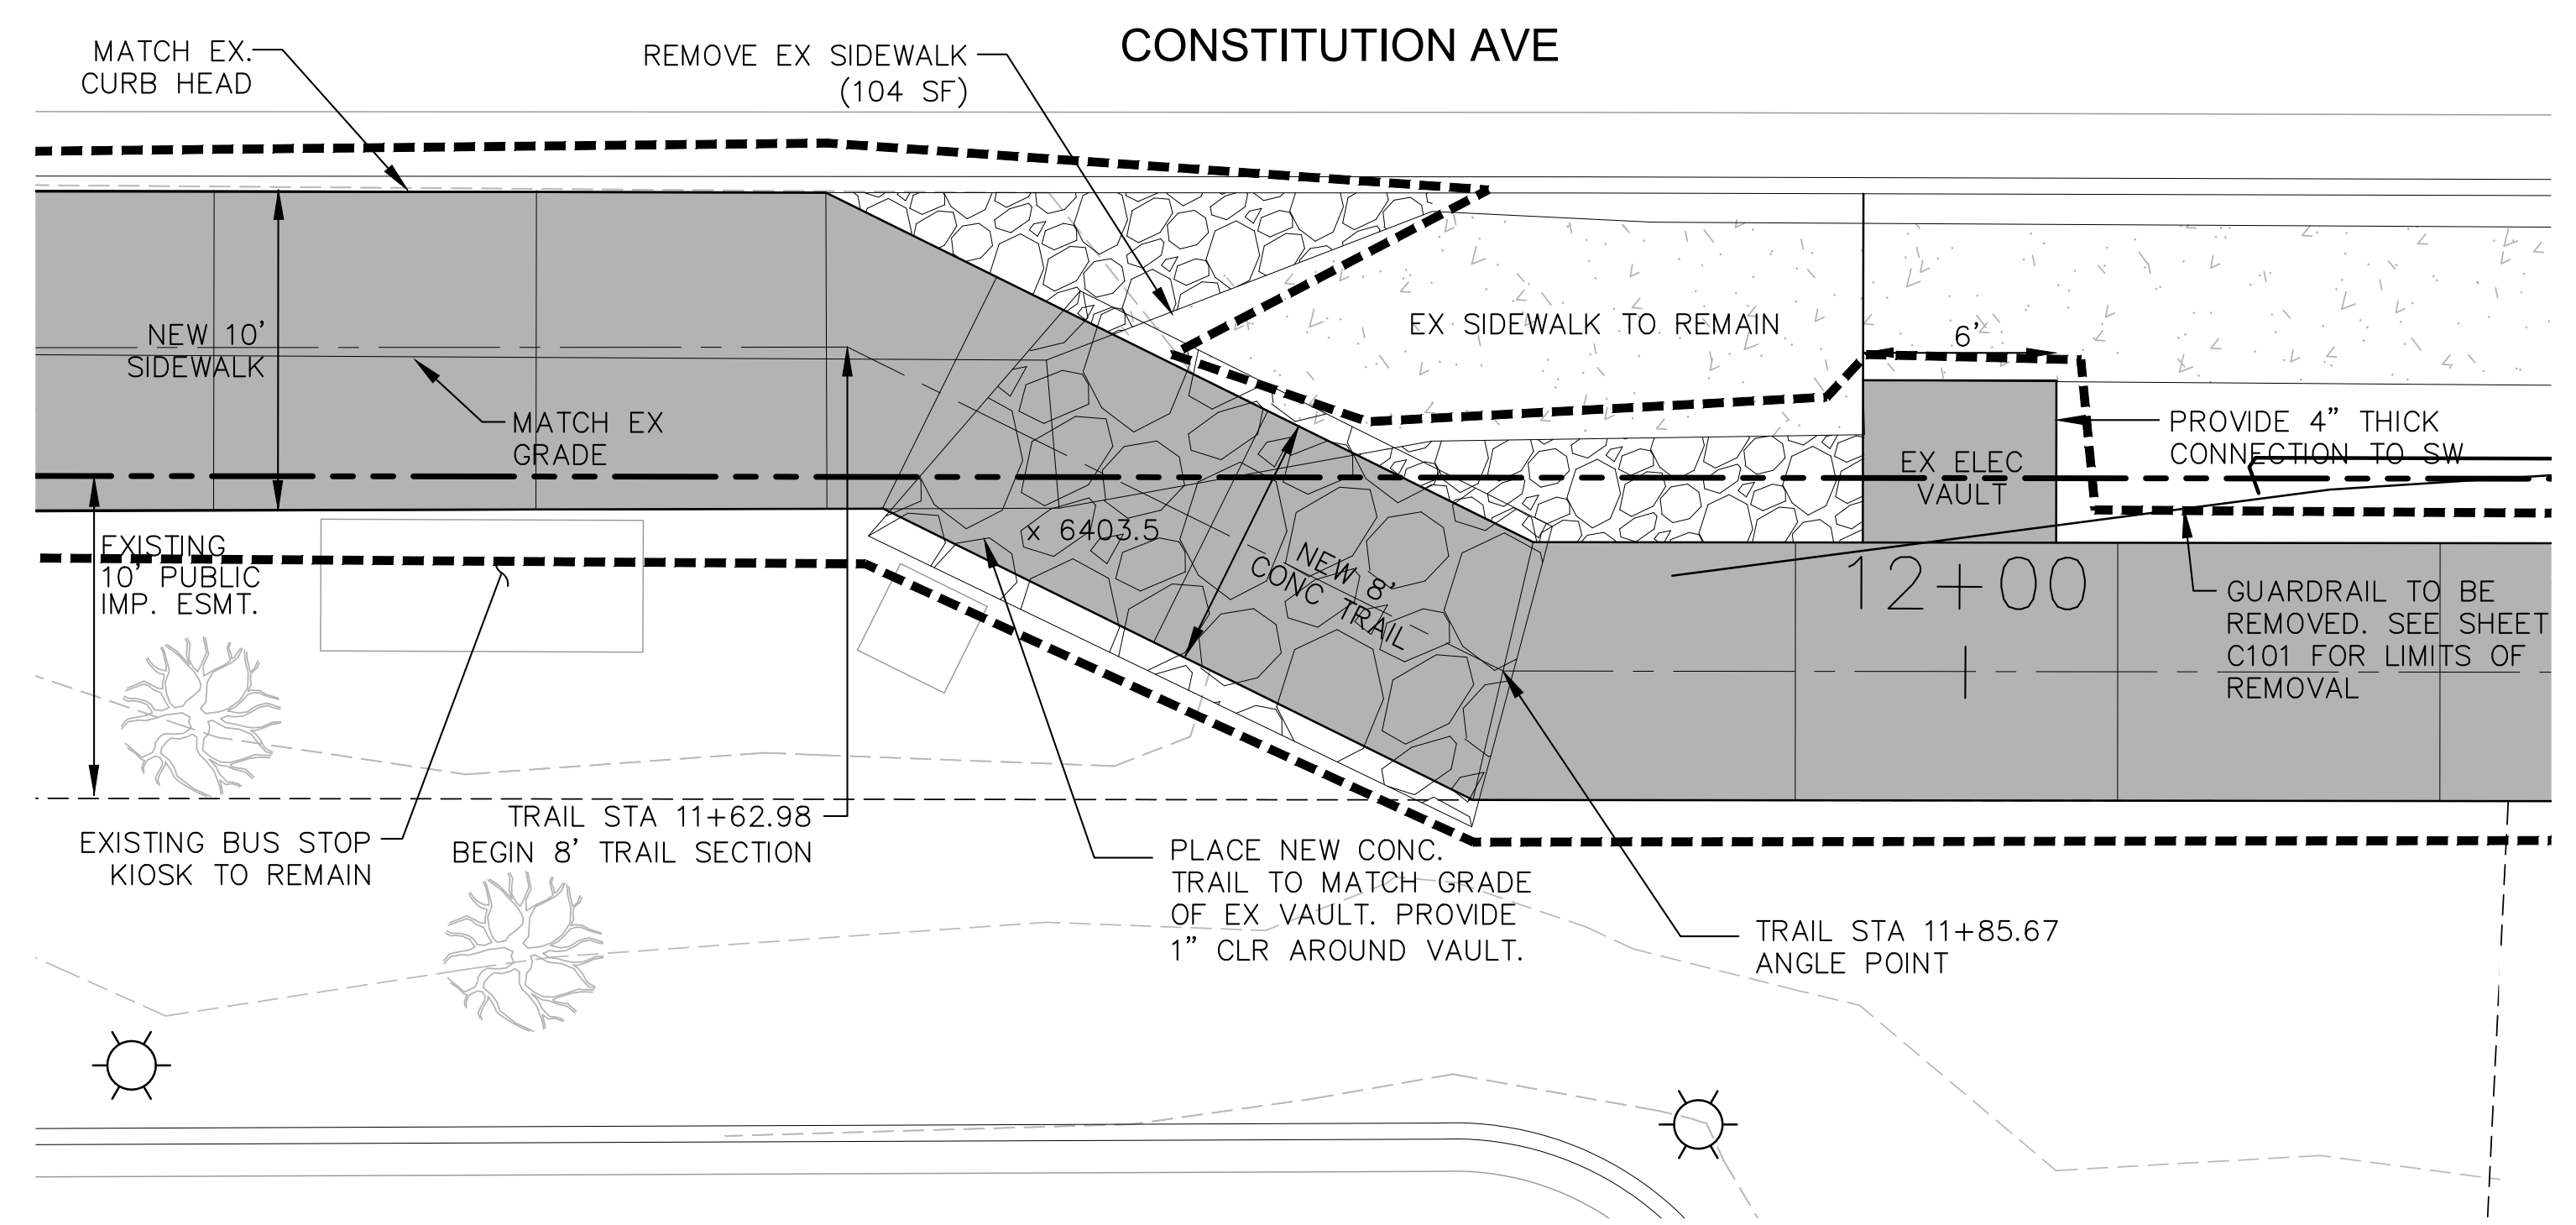 CONSTITUTION AVE
MATCH EX.
CURB HEAD
REMOVE EX SIDEWALK
(104 SF)
NEW 10'
SIDEWALK
MATCH EX
GRADE
EX SIDEWALK TO REMAIN
6'
PROVIDE 4" THICK
CONNECTION TO SW
EX ELEC
VAULT
x 6403.5
NEW 8'
CONC TRAIL
12+00
EXISTING
10' PUBLIC
IMP. ESMT.
GUARDRAIL TO BE
REMOVED. SEE SHEET
C101 FOR LIMITS OF
REMOVAL
EXISTING BUS STOP
KIOSK TO REMAIN
TRAIL STA 11+62.98
BEGIN 8' TRAIL SECTION
PLACE NEW CONC.
TRAIL TO MATCH GRADE
OF EX VAULT. PROVIDE
1" CLR AROUND VAULT.
TRAIL STA 11+85.67
ANGLE POINT